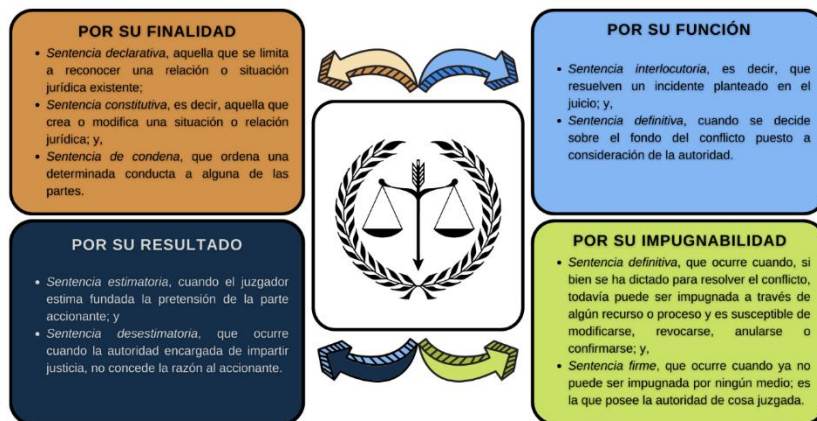 POR SU FINALIDAD
• Sentencia declarativa, aquella que se limita
a reconocer una relación o situación
jurídica existente;
• Sentencia constitutiva, es decir, aquella que
crea o modifica una situación o relación
jurídica; y,
• Sentencia de condena, que ordena una
determinada conducta a alguna de las
partes.
POR SU FUNCIÓN
• Sentencia interlocutoria, es decir, que
resuelven un incidente planteado en el
juicio; y,
• Sentencia definitiva, cuando se decide
sobre el fondo del conflicto puesto a
consideración de la autoridad.
POR SU RESULTADO
• Sentencia estimatoria, cuando el juzgador
estima fundada la pretensión de la parte
accionante; y
• Sentencia desestimatoria, que ocurre
cuando la autoridad encargada de impartir
justicia, no concede la razón al accionante.
POR SU IMPUGNABILIDAD
• Sentencia definitiva, que ocurre cuando, si
bien se ha dictado para resolver el conflicto,
todavía puede ser impugnada a través de
algún recurso o proceso y es susceptible de
modificarse, revocarse, anularse o
confirmarse; y,
• Sentencia firme, que ocurre cuando ya no
puede ser impugnada por ningún medio; es
la que posee la autoridad de cosa juzgada.